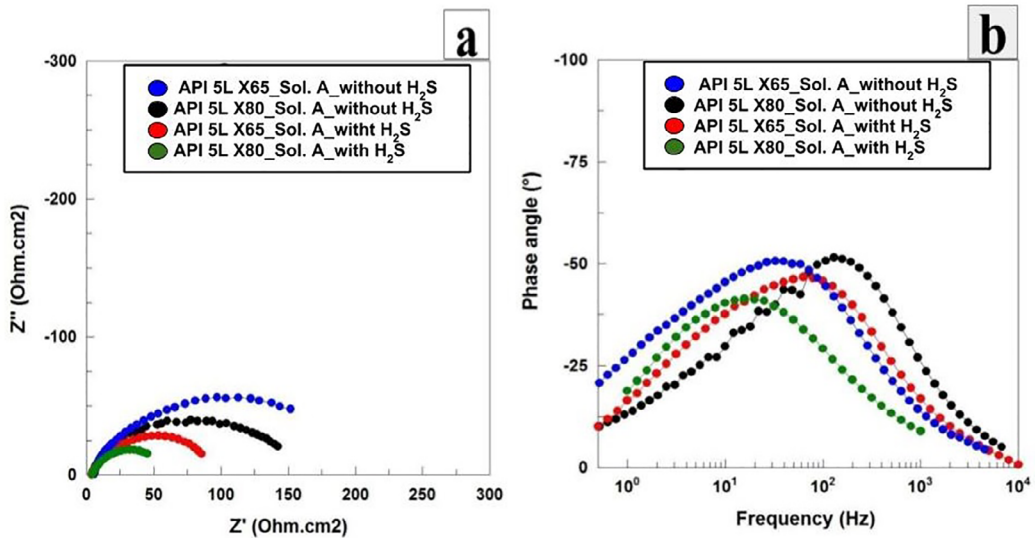 a
-300
-200
-100
0
Z'' (Ohm.cm2)
API 5L X65_Sol. A_without H2S
API 5L X80_Sol. A_without H2S
API 5L X65_Sol. A_witht H2S
API 5L X80_Sol. A_with H2S
0 50 100 150 200 250 300
Z' (Ohm.cm2)
b
-100
-75
-50
-25
0
Phase angle (°)
API 5L X65_Sol. A_without H2S
API 5L X80_Sol. A_without H2S
API 5L X65_Sol. A_witht H2S
API 5L X80_Sol. A_with H2S
10^0 10^1 10^2 10^3 10^4
Frequency (Hz)